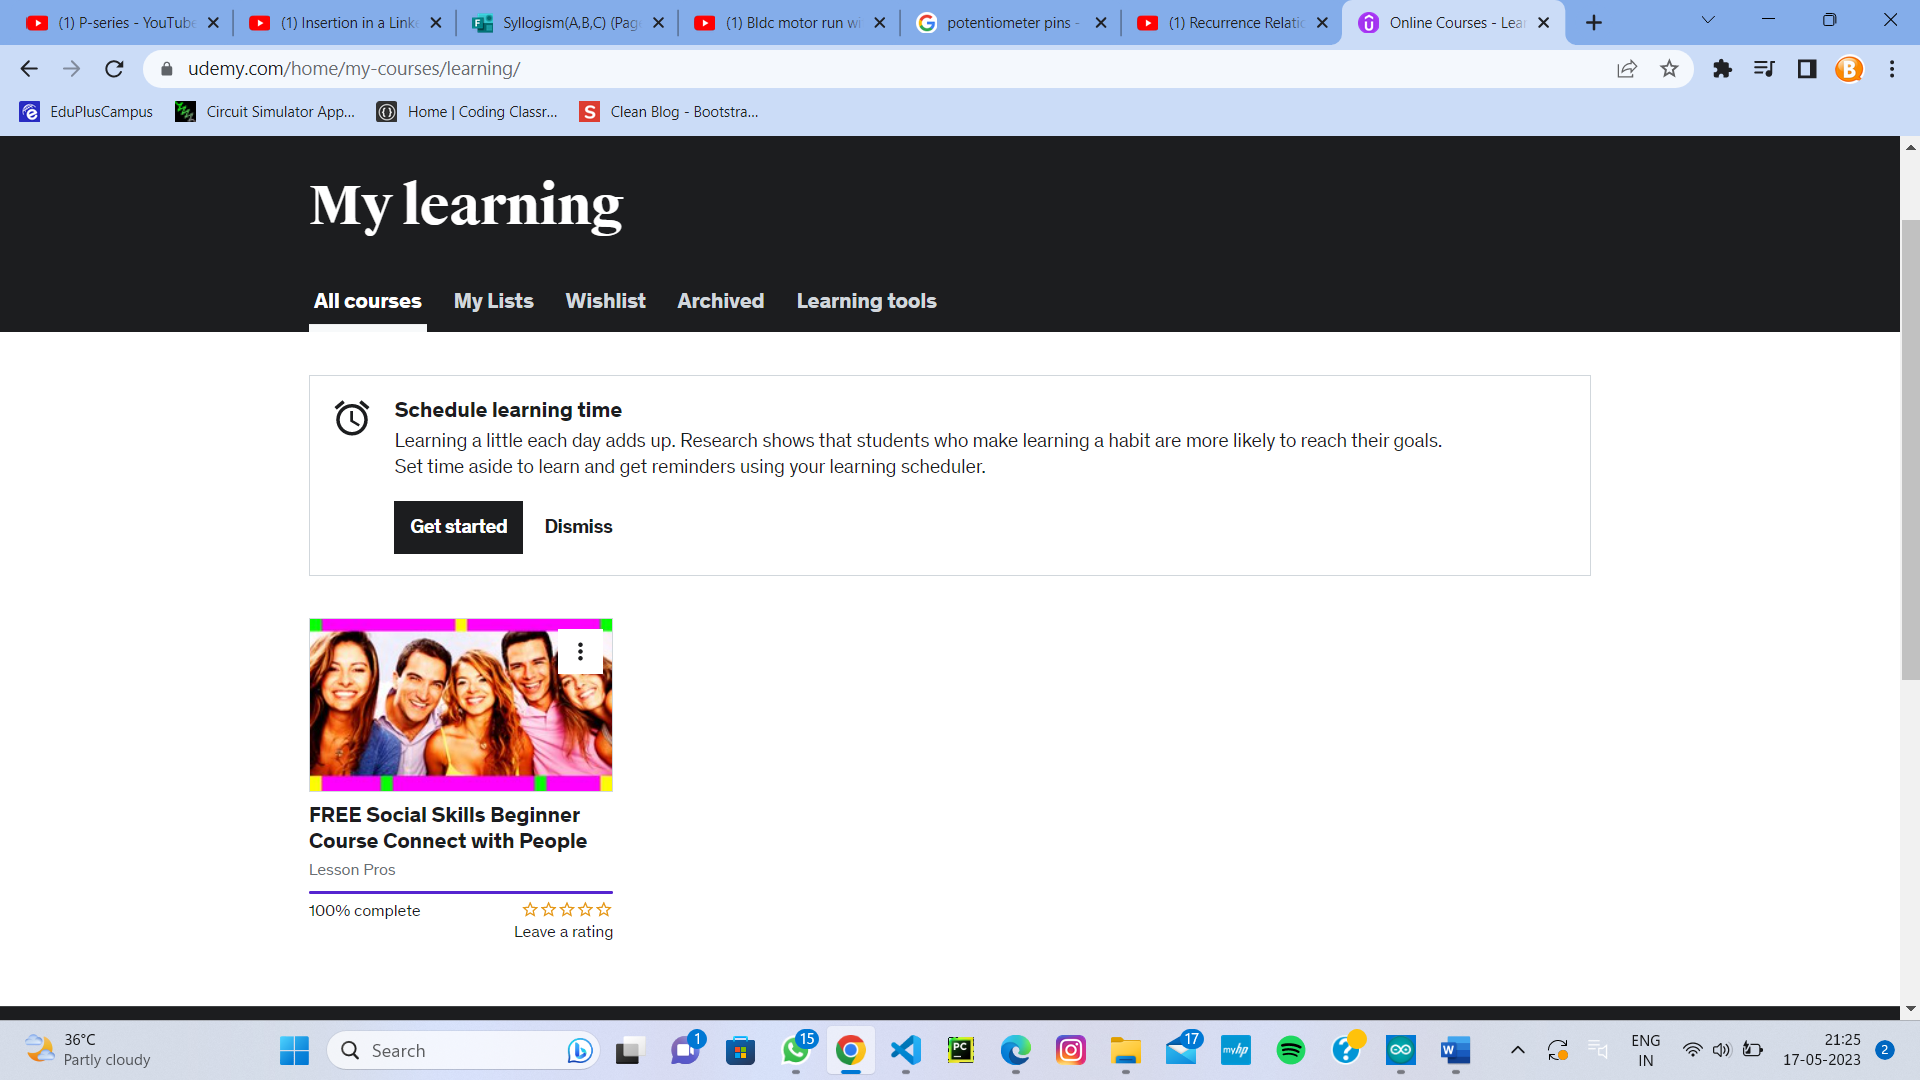 (1) P-series - YouTube
(1) Insertion in a Linke
Syllogism(A,B,C) (Pag
(1) Bldc motor run wi
potentiometer pins -
(1) Recurrence Relatio
Online Courses - Lear
udemy.com/home/my-courses/learning/
B
EduPlusCampus
Circuit Simulator App...
Home | Coding Classr...
S
Clean Blog - Bootstra...
My learning
All courses
My Lists
Wishlist
Archived
Learning tools
Schedule learning time
Learning a little each day adds up. Research shows that students who make learning a habit are more likely to reach their goals.
Set time aside to learn and get reminders using your learning scheduler.
Get started
Dismiss
FREE Social Skills Beginner
Course Connect with People
Lesson Pros
100% complete
Leave a rating
36°C
Partly cloudy
Search
1
15
PC
17
myhp
W
ENG
IN
21:25
17-05-2023
2